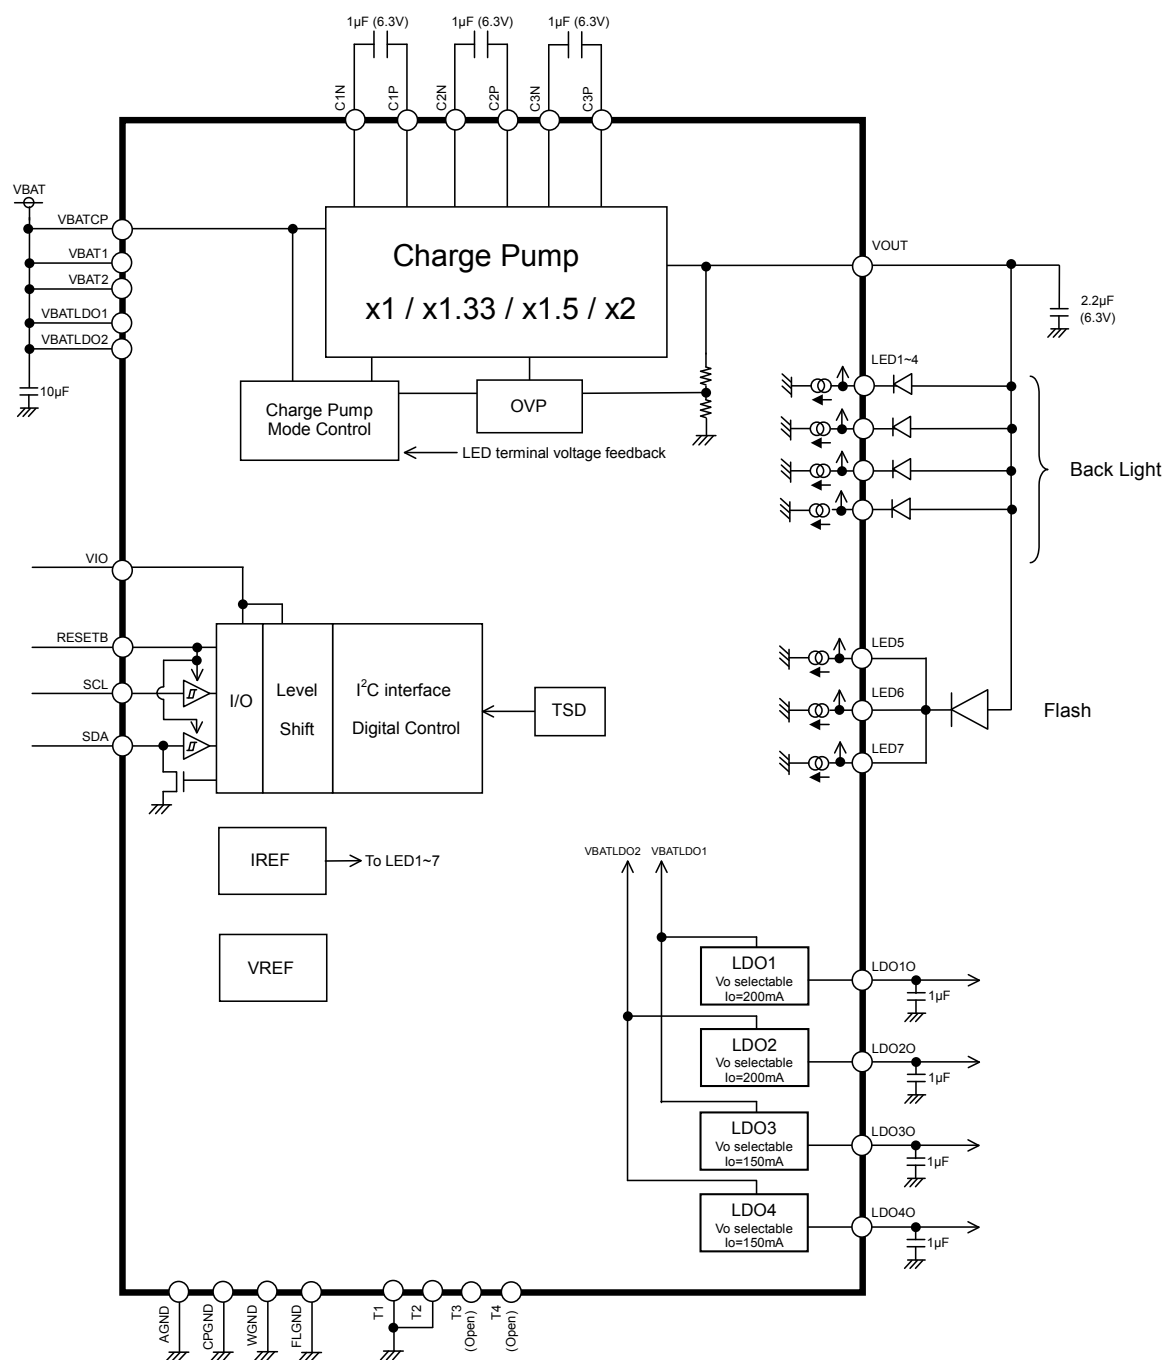 1μF (6.3V)
1μF (6.3V)
1μF (6.3V)
C1N
C1P
C2N
C2P
C3N
C3P
VBAT
VBATCP
VBAT1
VBAT2
VBATLDO1
VBATLDO2
10μF
Charge Pump
x1 / x1.33 / x1.5 / x2
VOUT
2.2μF
(6.3V)
Charge Pump
Mode Control
OVP
LED terminal voltage feedback
LED1~4
Back Light
VIO
RESETB
SCL
SDA
I/O
Level
Shift
I²C interface
Digital Control
TSD
LED5
LED6
LED7
Flash
IREF
To LED1~7
VREF
VBATLDO2
VBATLDO1
LDO1
Vo selectable
Io=200mA
LDO1O
1μF
LDO2
Vo selectable
Io=200mA
LDO2O
1μF
LDO3
Vo selectable
Io=150mA
LDO3O
1μF
LDO4
Vo selectable
Io=150mA
LDO4O
1μF
AGND
CPGND
WGND
FLGND
T1
T2
T3
(Open)
T4
(Open)